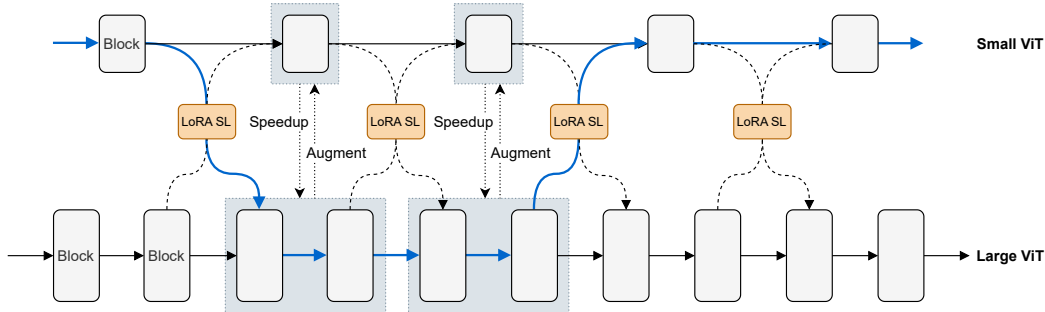 Block
Small ViT
LoRA SL
Speedup
Augment
LoRA SL
Speedup
Augment
LoRA SL
LoRA SL
Block
Block
Large ViT